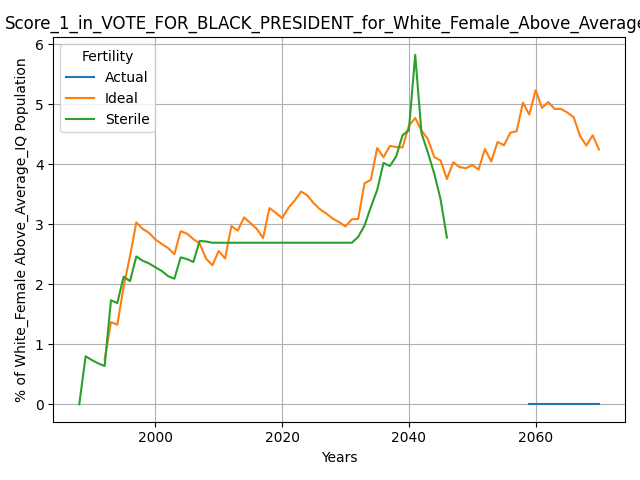 Score_1_in_VOTE_FOR_BLACK_PRESIDENT_for_White_Female_Above_Average
Fertility
Actual
Ideal
Sterile
% of White_Female Above_Average_IQ Population
6
5
4
3
2
1
0
2000 2020 2040 2060
Years